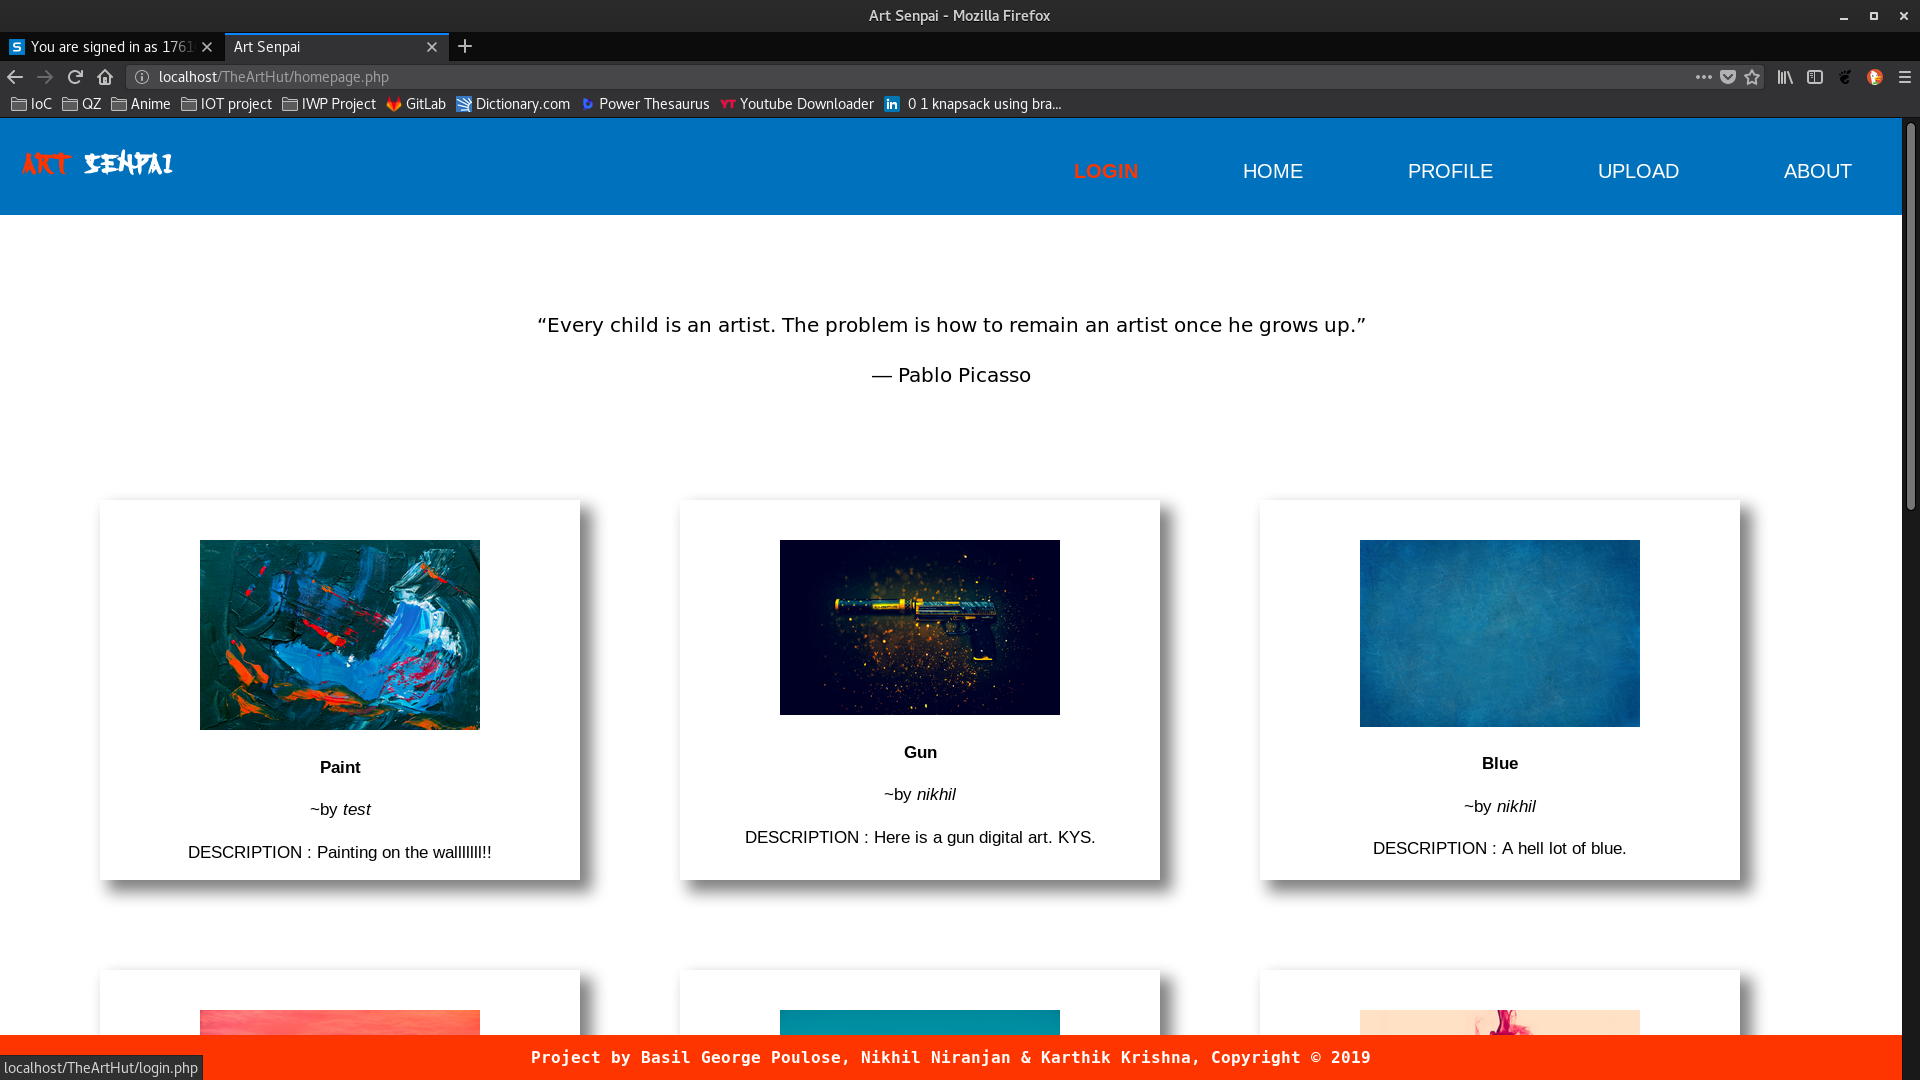 Art Senpai - Mozilla Firefox
You are signed in as 1761
Art Senpai
localhost/TheArtHut/homepage.php
IoC QZ Anime IOT project IWP Project GitLab Dictionary.com Power Thesaurus YT Youtube Downloader in 0 1 knapsack using bra...
ART SENPAI LOGIN HOME PROFILE UPLOAD ABOUT
“Every child is an artist. The problem is how to remain an artist once he grows up.”
― Pablo Picasso
Paint
~by test
DESCRIPTION : Painting on the walllllll!!
Gun
~by nikhil
DESCRIPTION : Here is a gun digital art. KYS.
Blue
~by nikhil
DESCRIPTION : A hell lot of blue.
Project by Basil George Poulose, Nikhil Niranjan & Karthik Krishna, Copyright © 2019
localhost/TheArtHut/login.php